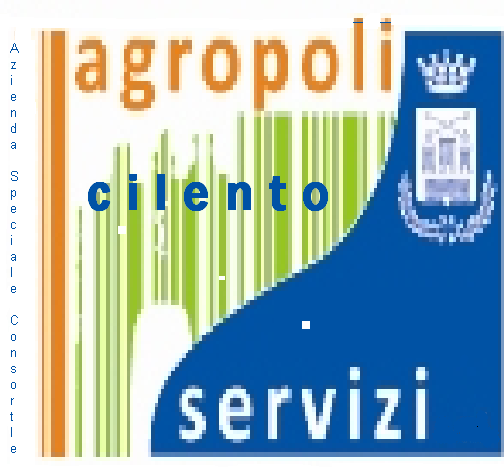 Azienda Speciale Consortle
agropoli
cilento
servizi